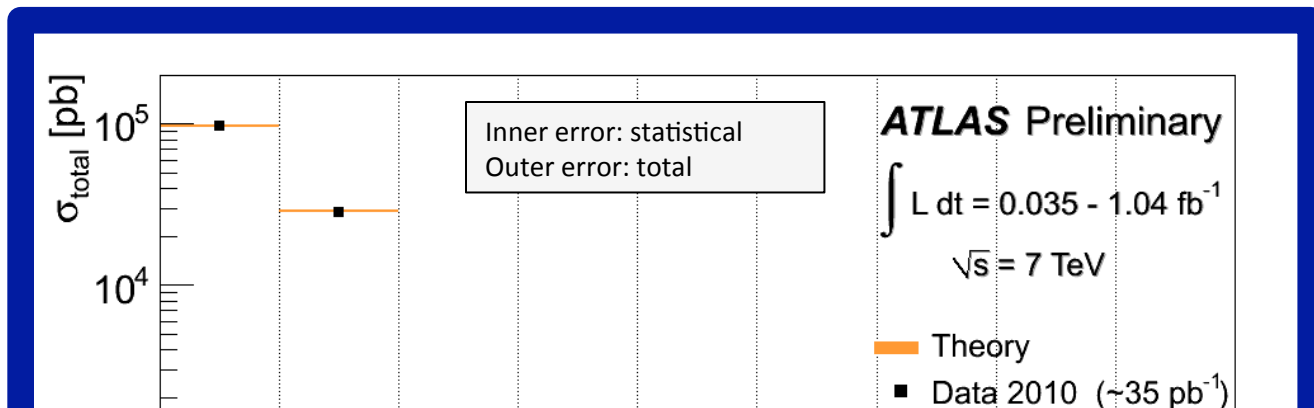 σtotal [pb]
10^5
10^4
Inner error: statistical
Outer error: total
ATLAS Preliminary
∫ L dt = 0.035 - 1.04 fb^-1
√s = 7 TeV
Theory
Data 2010 (~35 pb^-1)